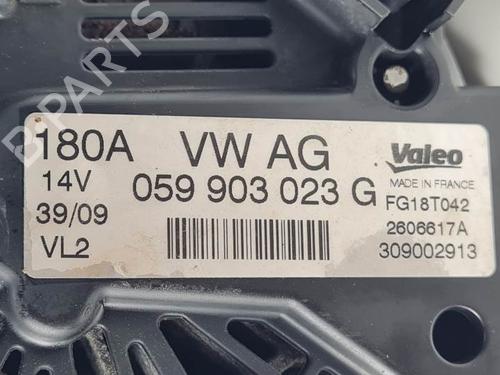 B-PARTS
180A VW AG Valeo
14V 059 903 023 G MADE IN FRANCE
39/09 FG18T042
VL2 2606617A
309002913